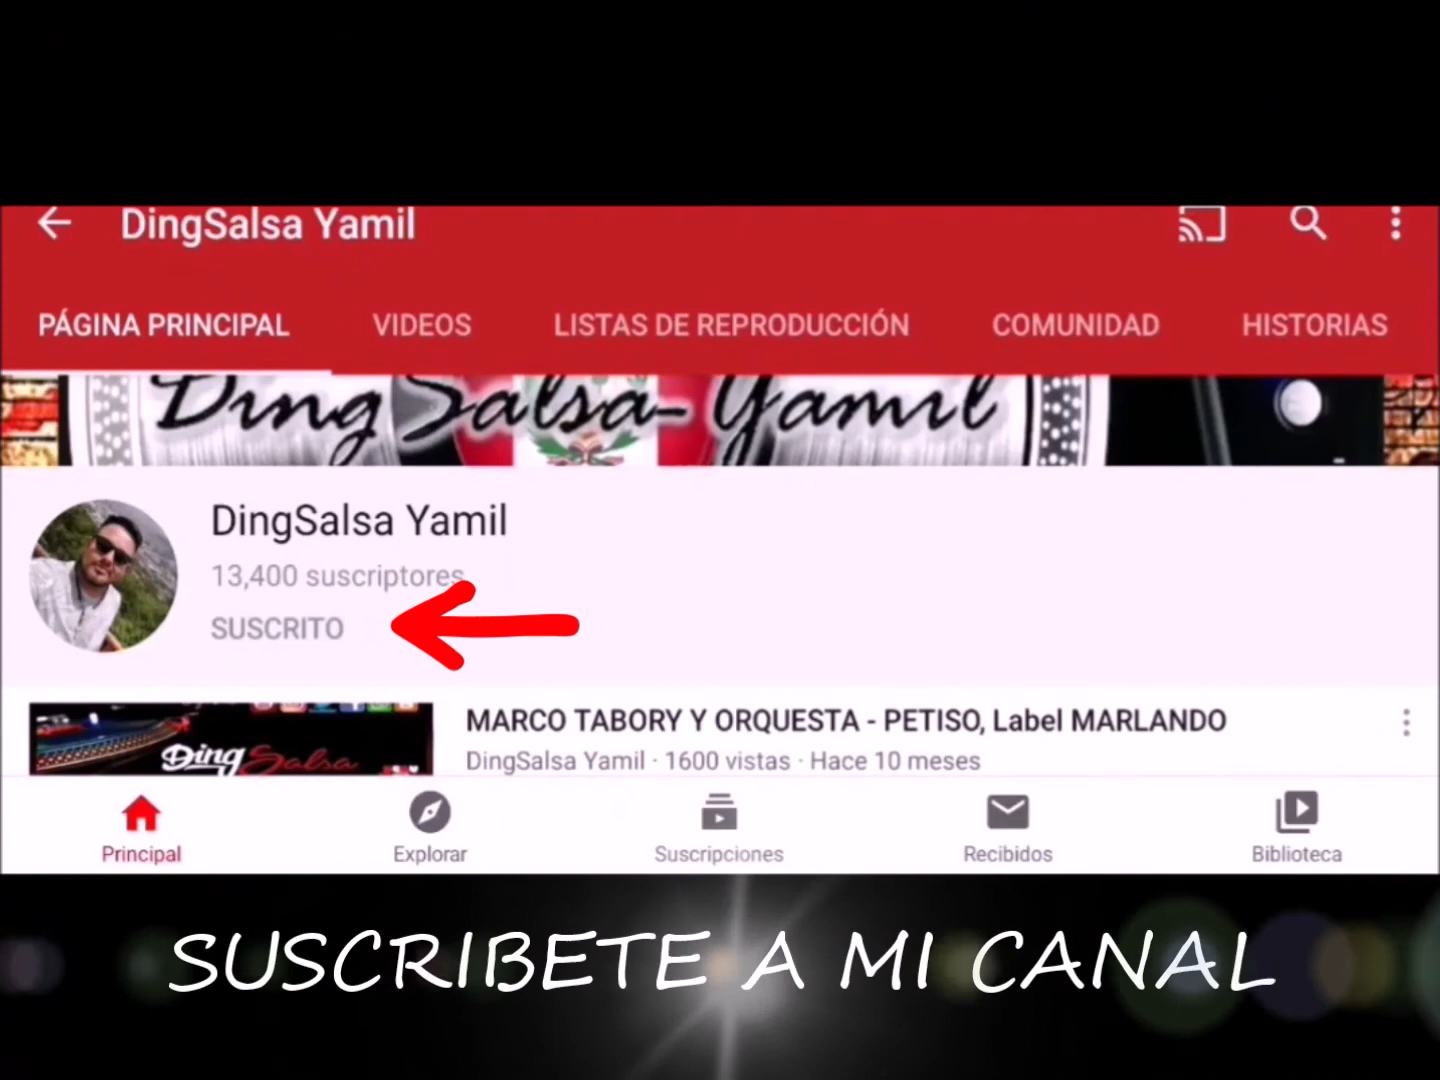 DingSalsa Yamil
PÁGINA PRINCIPAL VIDEOS LISTAS DE REPRODUCCIÓN COMUNIDAD HISTORIAS
DingSalsa-Yamil
DingSalsa Yamil
13,400 suscriptores
SUSCRITO
MARCO TABORY Y ORQUESTA - PETISO, Label MARLANDO
DingSalsa Yamil · 1600 vistas · Hace 10 meses
Ding Salsa
Principal Explorar Suscripciones Recibidos Biblioteca
SUSCRIBETE A MI CANAL